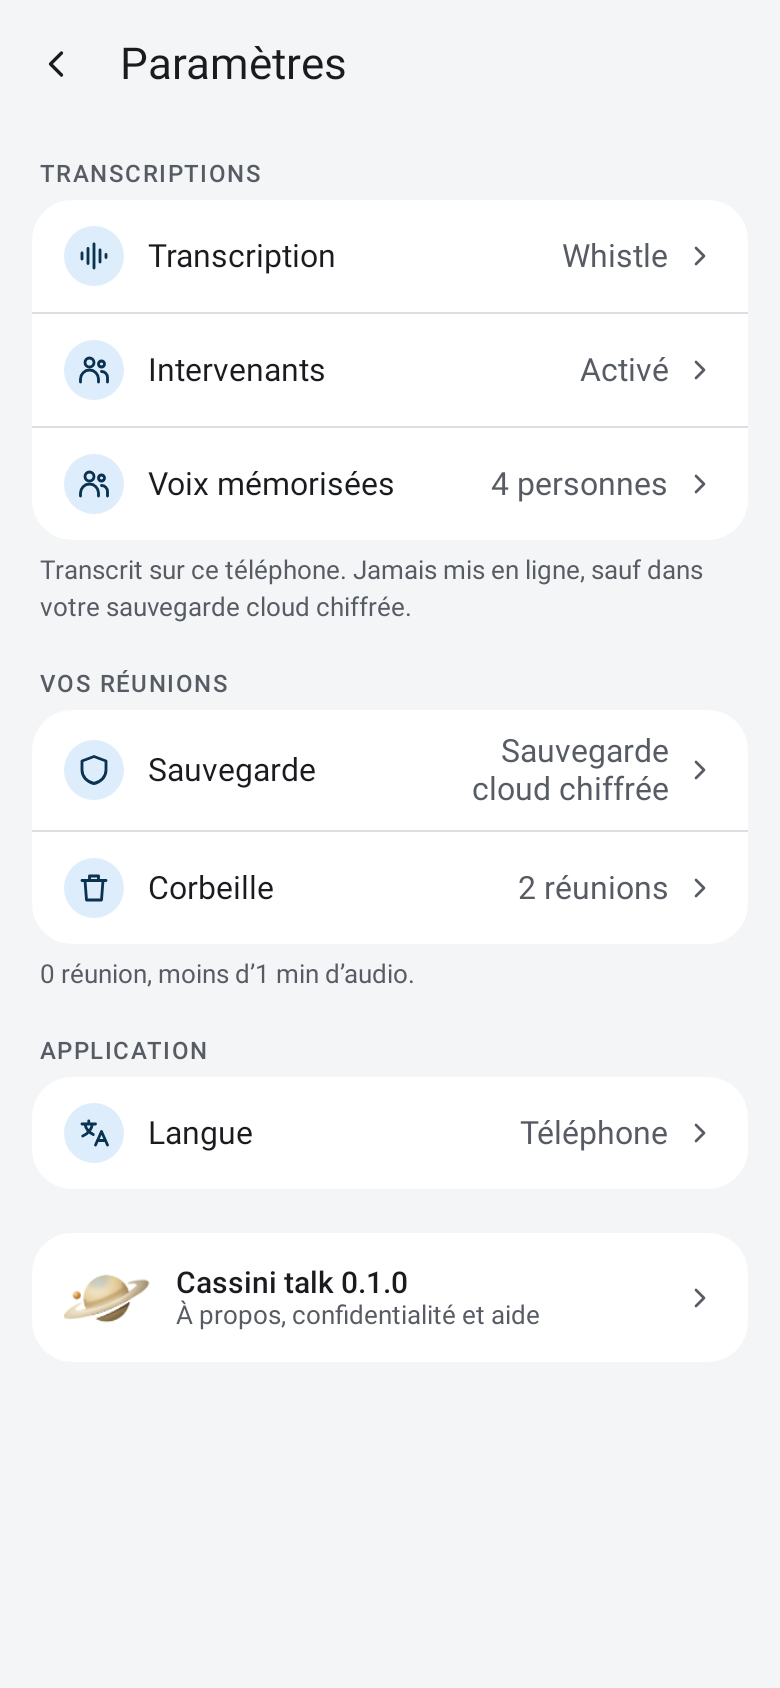 Paramètres
TRANSCRIPTIONS
Transcription Whistle
Intervenants Activé
Voix mémorisées 4 personnes
Transcrit sur ce téléphone. Jamais mis en ligne, sauf dans
votre sauvegarde cloud chiffrée.
VOS RÉUNIONS
Sauvegarde Sauvegarde
cloud chiffrée
Corbeille 2 réunions
0 réunion, moins d’1 min d’audio.
APPLICATION
Langue Téléphone
Cassini talk 0.1.0
À propos, confidentialité et aide